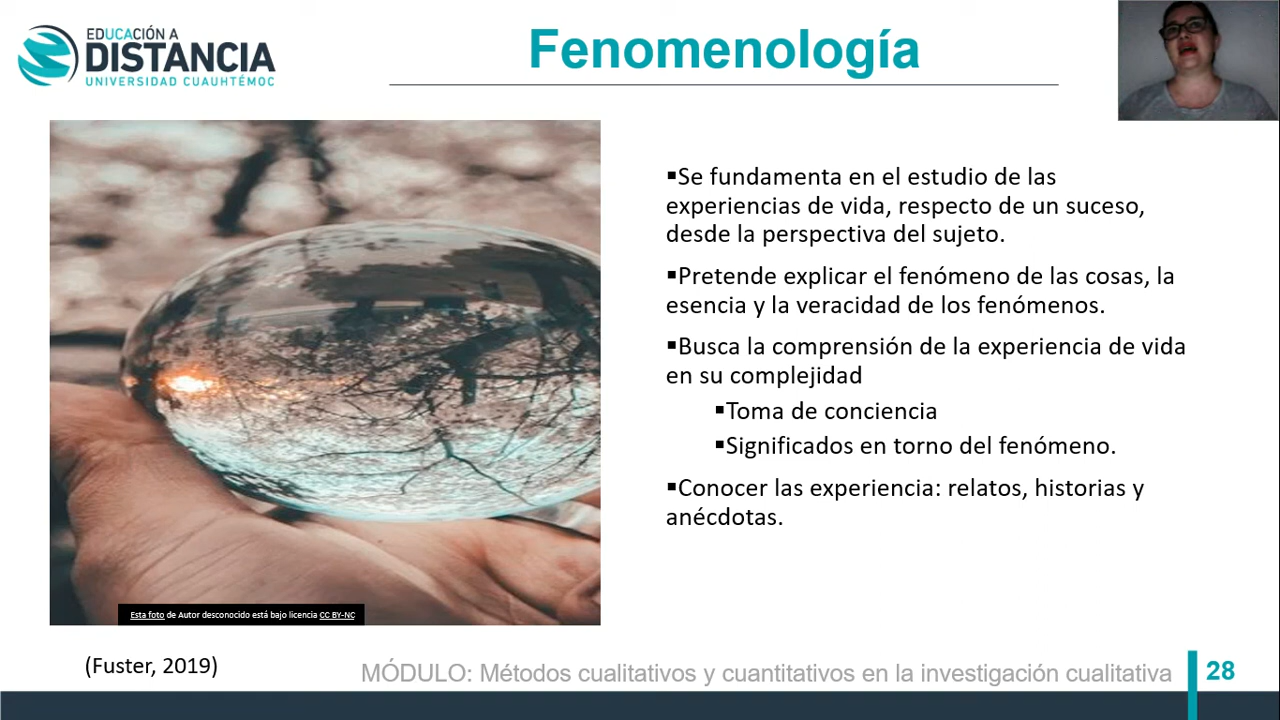 EDUCACIÓN A
DISTANCIA
UNIVERSIDAD CUAUHTÉMOC
Fenomenología
▪Se fundamenta en el estudio de las
experiencias de vida, respecto de un suceso,
desde la perspectiva del sujeto.
▪Pretende explicar el fenómeno de las cosas, la
esencia y la veracidad de los fenómenos.
▪Busca la comprensión de la experiencia de vida
en su complejidad
▪Toma de conciencia
▪Significados en torno del fenómeno.
▪Conocer las experiencia: relatos, historias y
anécdotas.
Esta foto de Autor desconocido está bajo licencia CC BY-NC
(Fuster, 2019)
MÓDULO: Métodos cualitativos y cuantitativos en la investigación cualitativa
28